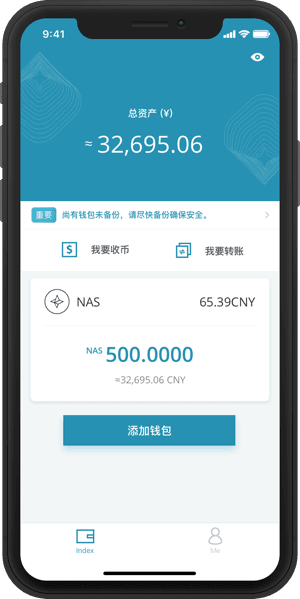 9:41
总资产 (¥)
≈ 32,695.06
重要 尚有钱包未备份，请尽快备份确保安全。
我要收币 我要转账
NAS 65.39CNY
NAS 500.0000
≈32,695.06 CNY
添加钱包
Index Me